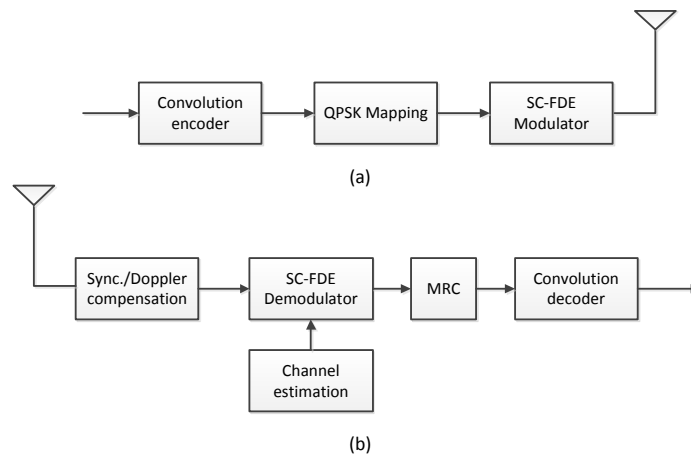 Convolution
encoder
QPSK Mapping
SC-FDE
Modulator
(a)
Sync./Doppler
compensation
SC-FDE
Demodulator
MRC
Convolution
decoder
Channel
estimation
(b)